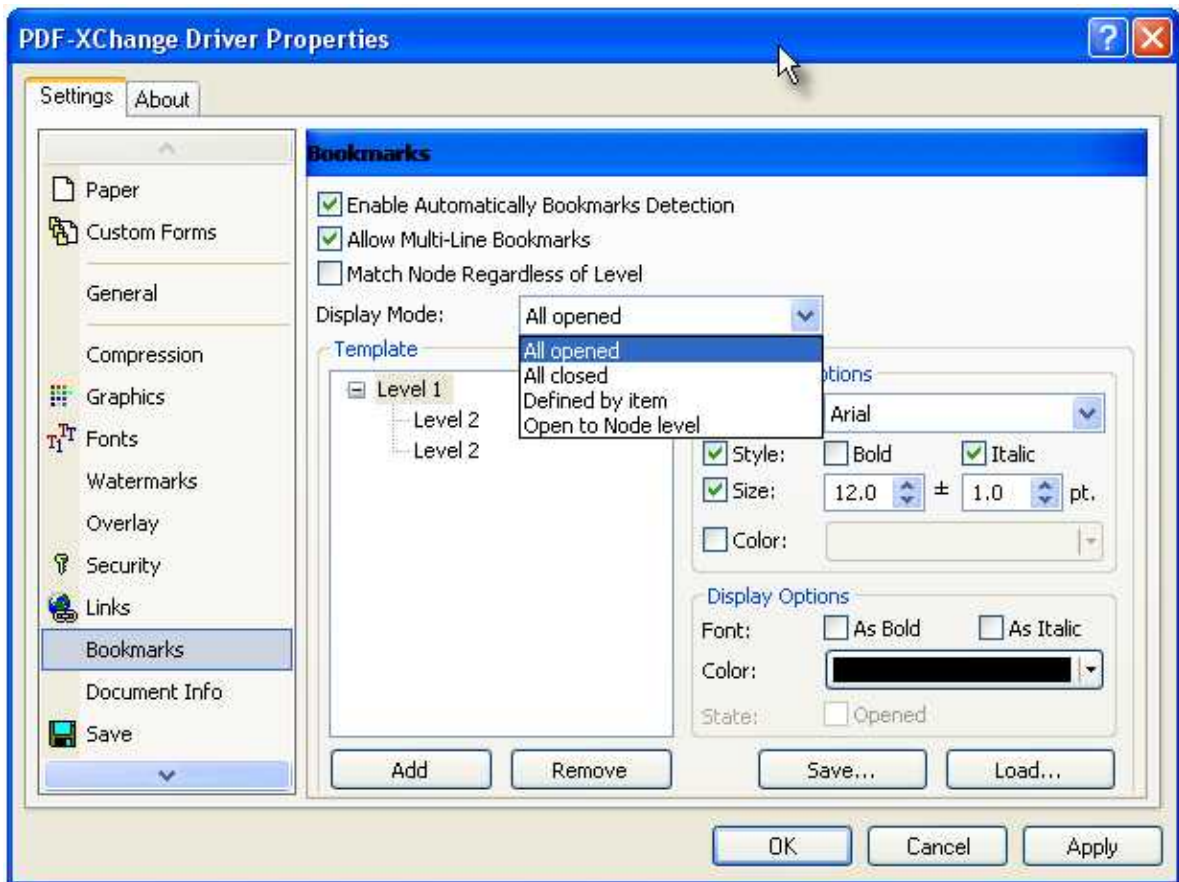 PDF-XChange Driver Properties
Settings
About
Paper
Custom Forms
General
Compression
Graphics
Fonts
Watermarks
Overlay
Security
Links
Bookmarks
Document Info
Save
Bookmarks
Enable Automatically Bookmarks Detection
Allow Multi-Line Bookmarks
Match Node Regardless of Level
Display Mode: All opened
All opened
All closed
Defined by item
Open to Node level
Template
Level 1
Level 2
Level 2
Arial
Style: Bold Italic
Size: 12.0 ± 1.0 pt.
Color:
Display Options
Font: As Bold As Italic
Color:
State: Opened
Add Remove Save... Load...
OK Cancel Apply